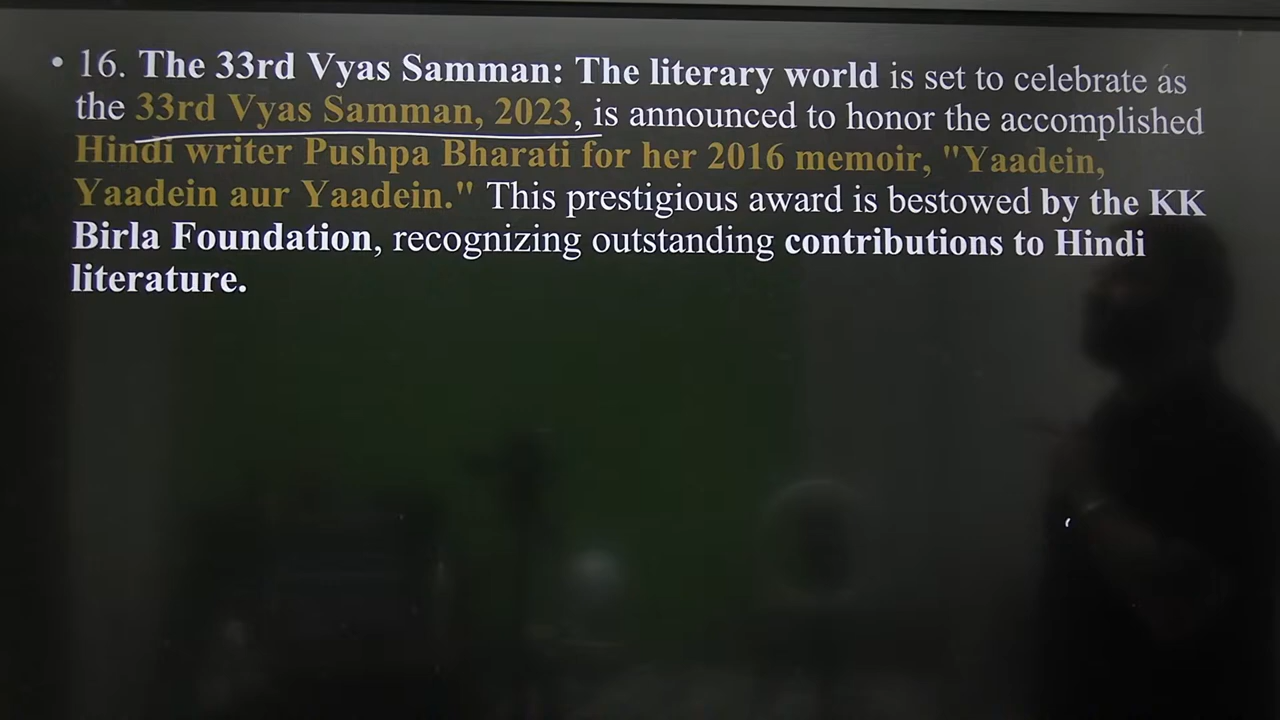 • 16. The 33rd Vyas Samman: The literary world is set to celebrate as
the 33rd Vyas Samman, 2023, is announced to honor the accomplished
Hindi writer Pushpa Bharati for her 2016 memoir, "Yaadein,
Yaadein aur Yaadein." This prestigious award is bestowed by the KK
Birla Foundation, recognizing outstanding contributions to Hindi
literature.